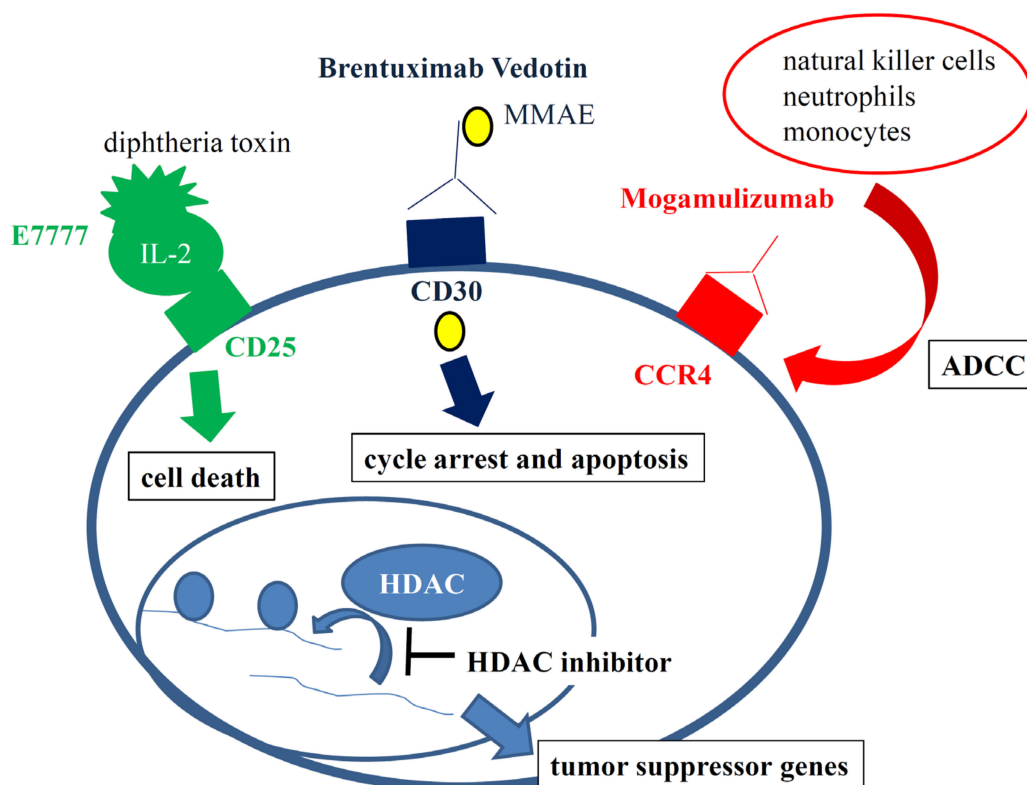 Brentuximab Vedotin
MMAE
natural killer cells
neutrophils
monocytes
diphtheria toxin
E7777
IL-2
CD25
CD30
Mogamulizumab
CCR4
ADCC
cell death
cycle arrest and apoptosis
HDAC
HDAC inhibitor
tumor suppressor genes